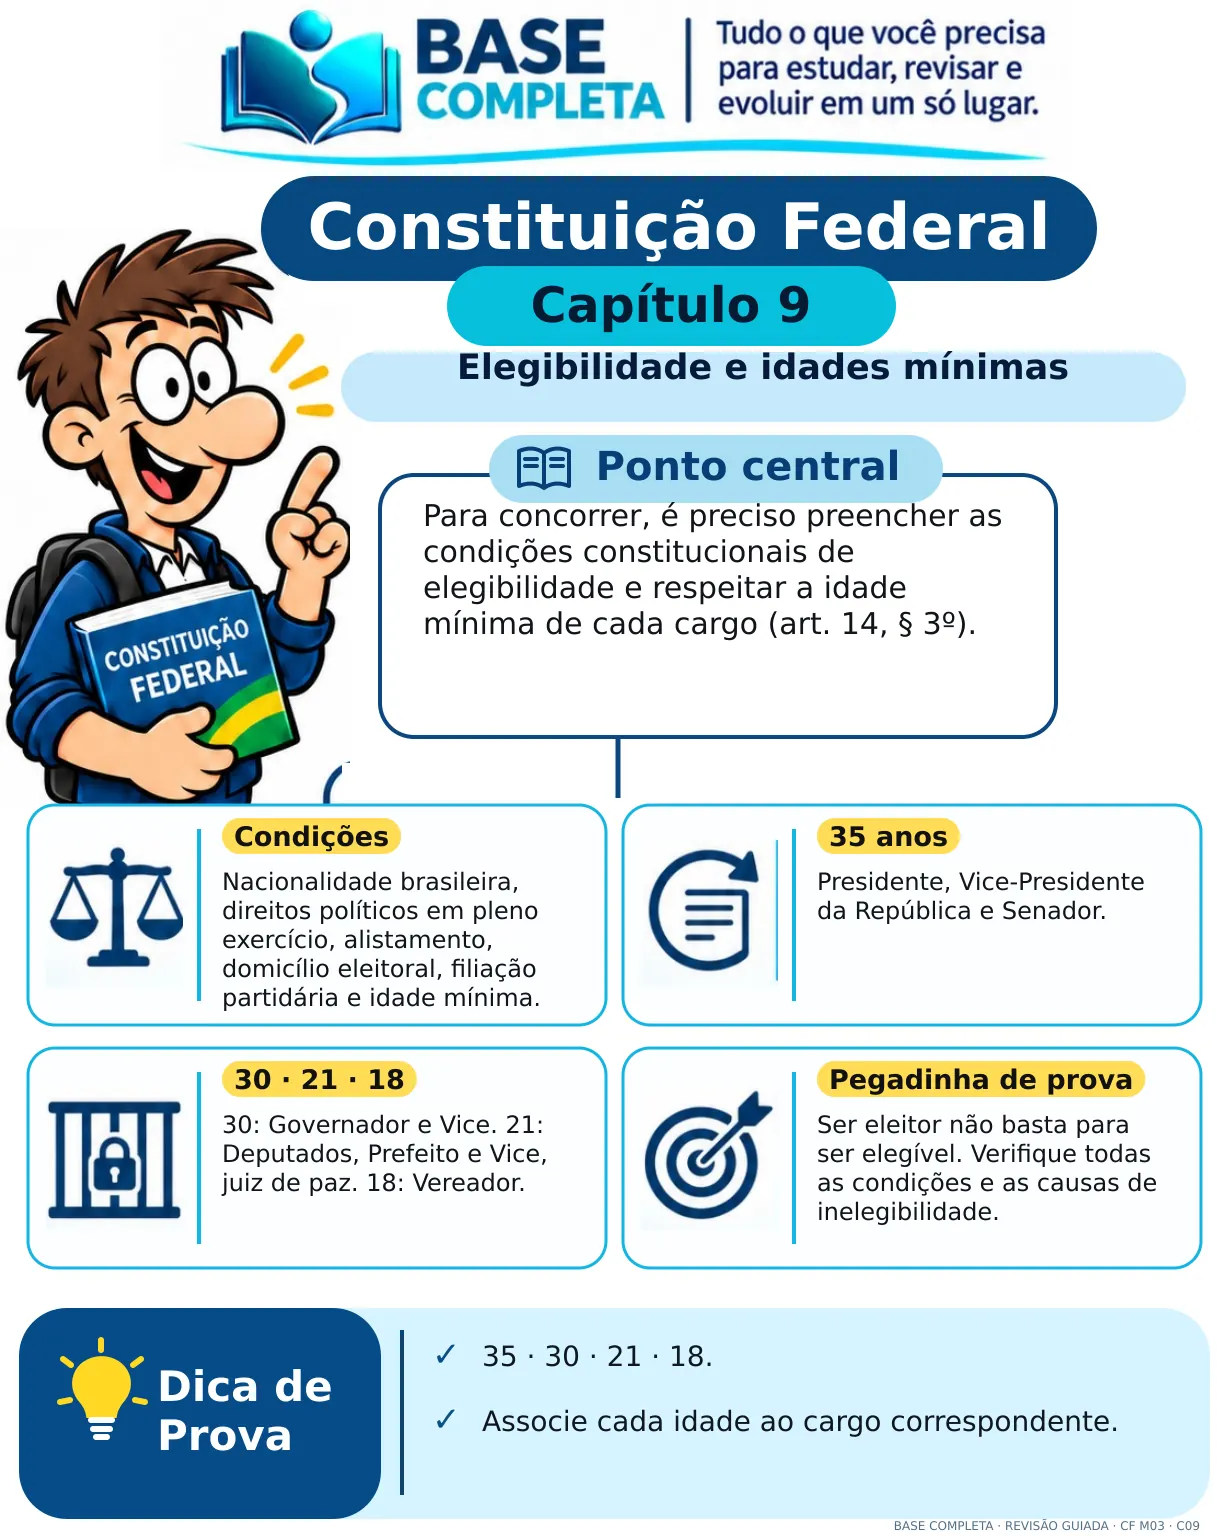 BASE
COMPLETA
Tudo o que você precisa
para estudar, revisar e
evoluir em um só lugar.
Constituição Federal
Capítulo 9
Elegibilidade e idades mínimas
Ponto central
Para concorrer, é preciso preencher as
condições constitucionais de
elegibilidade e respeitar a idade
mínima de cada cargo (art. 14, § 3º).
CONSTITUIÇÃO
FEDERAL
Condições
Nacionalidade brasileira,
direitos políticos em pleno
exercício, alistamento,
domicílio eleitoral, filiação
partidária e idade mínima.
35 anos
Presidente, Vice-Presidente
da República e Senador.
30 · 21 · 18
30: Governador e Vice. 21:
Deputados, Prefeito e Vice,
juiz de paz. 18: Vereador.
Pegadinha de prova
Ser eleitor não basta para
ser elegível. Verifique todas
as condições e as causas de
inelegibilidade.
Dica de
Prova
✓ 35 · 30 · 21 · 18.
✓ Associe cada idade ao cargo correspondente.
BASE COMPLETA · REVISÃO GUIADA · CF M03 · C09